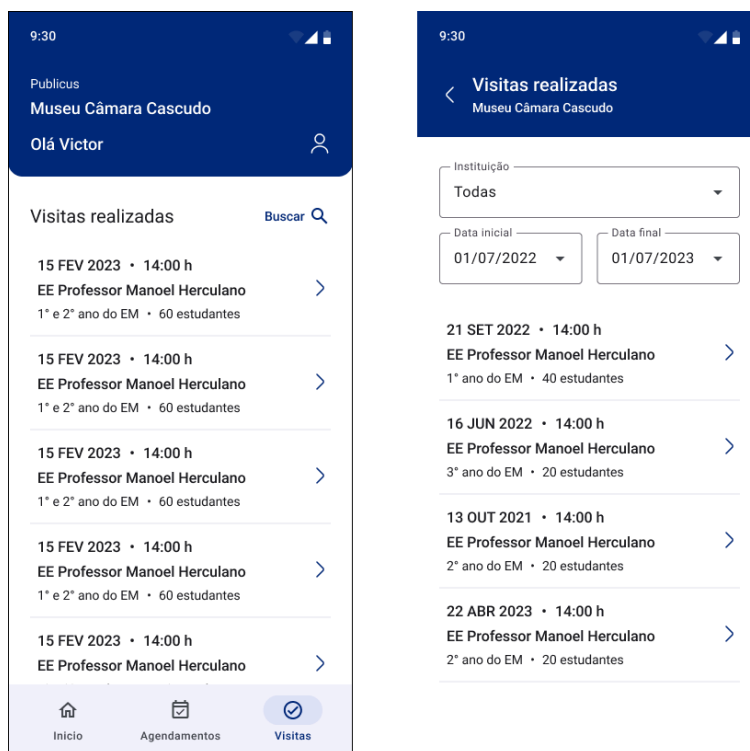 9:30
Publicus
Museu Câmara Cascudo
Olá Victor
Visitas realizadas
Buscar
15 FEV 2023 • 14:00 h
EE Professor Manoel Herculano
1° e 2° ano do EM • 60 estudantes
15 FEV 2023 • 14:00 h
EE Professor Manoel Herculano
1° e 2° ano do EM • 60 estudantes
15 FEV 2023 • 14:00 h
EE Professor Manoel Herculano
1° e 2° ano do EM • 60 estudantes
15 FEV 2023 • 14:00 h
EE Professor Manoel Herculano
1° e 2° ano do EM • 60 estudantes
15 FEV 2023 • 14:00 h
EE Professor Manoel Herculano
Inicio Agendamentos Visitas
9:30
Visitas realizadas
Museu Câmara Cascudo
Instituição
Todas
Data inicial Data final
01/07/2022 01/07/2023
21 SET 2022 • 14:00 h
EE Professor Manoel Herculano
1° ano do EM • 40 estudantes
16 JUN 2022 • 14:00 h
EE Professor Manoel Herculano
3° ano do EM • 20 estudantes
13 OUT 2021 • 14:00 h
EE Professor Manoel Herculano
2° ano do EM • 20 estudantes
22 ABR 2023 • 14:00 h
EE Professor Manoel Herculano
2° ano do EM • 20 estudantes